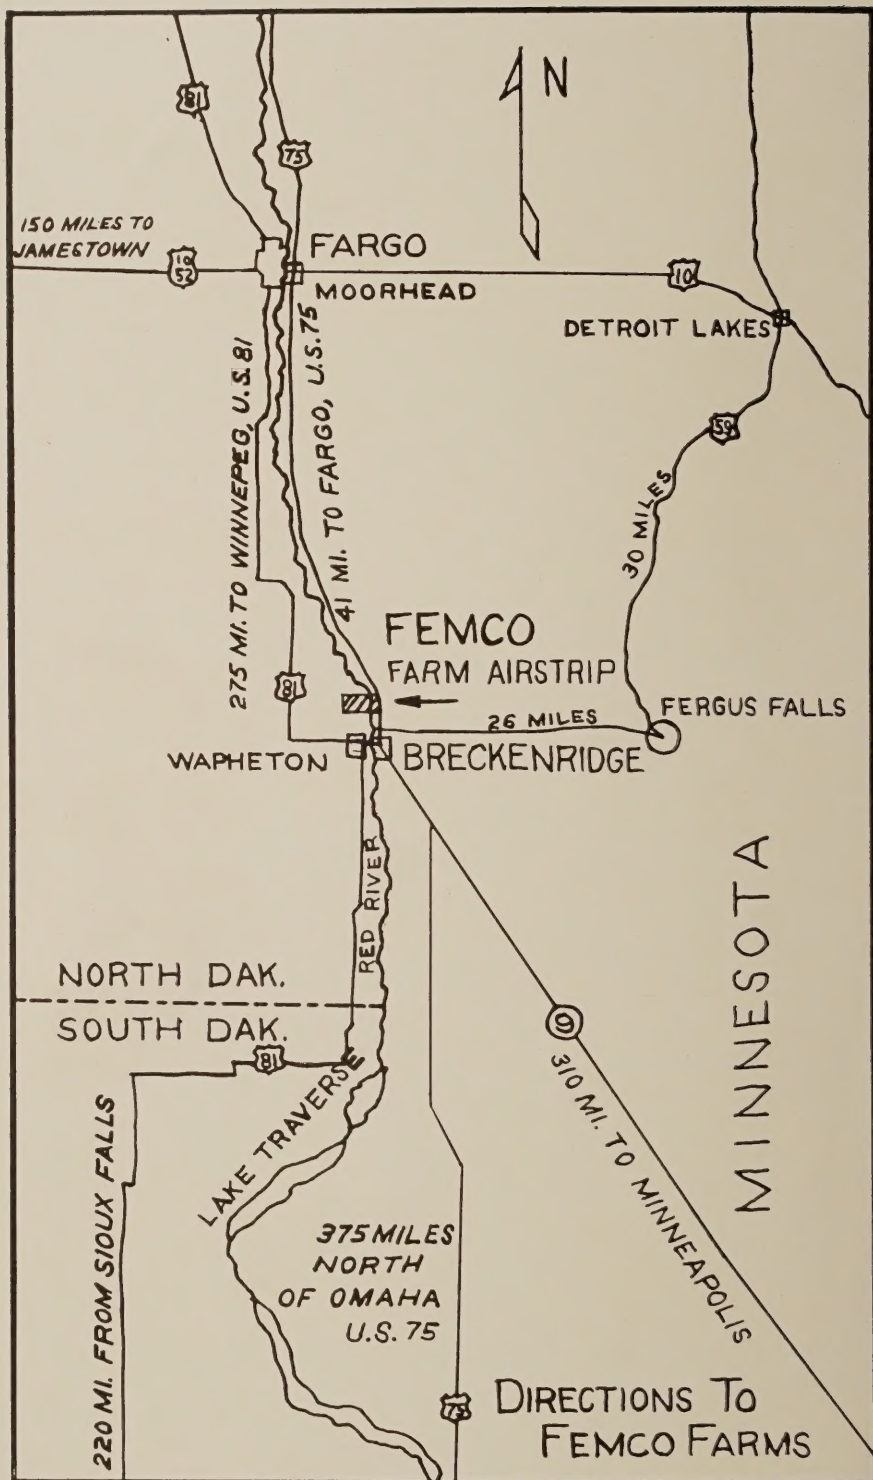 81
N
75
150 MILES TO
JAMESTOWN
10
52
FARGO
MOORHEAD
10
DETROIT LAKES
275 MI. TO WINNEPEG, U.S. 81
41 MI. TO FARGO, U.S. 75
59
30 MILES
FEMCO
FARM AIRSTRIP
81
26 MILES
FERGUS FALLS
WAPHETON
BRECKENRIDGE
RED RIVER
MINNESOTA
NORTH DAK.
SOUTH DAK.
81
9
310 MI. TO MINNEAPOLIS
LAKE TRAVERSE
220 MI. FROM SIOUX FALLS
375 MILES
NORTH
OF OMAHA
U.S. 75
75
DIRECTIONS TO
FEMCO FARMS